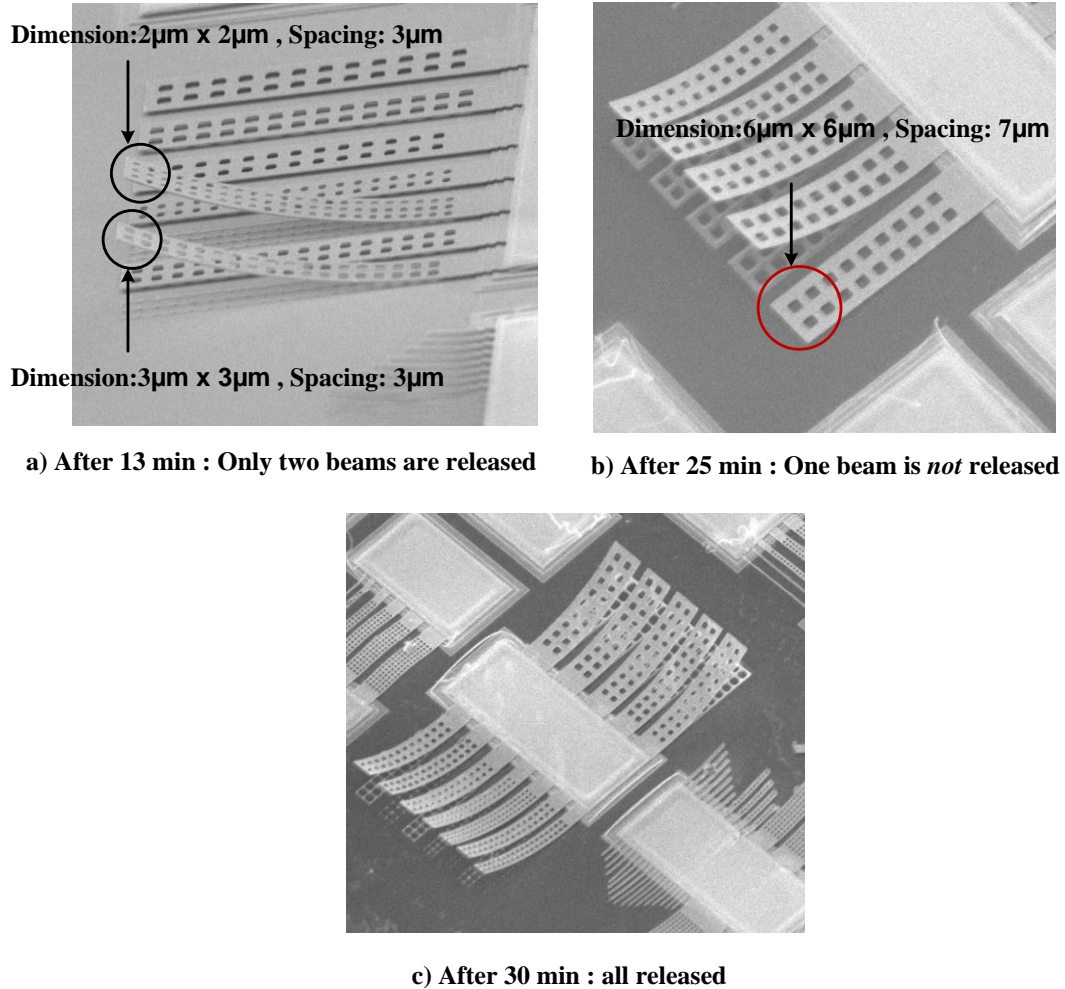 Dimension:2µm x 2µm , Spacing: 3µm
Dimension:6µm x 6µm , Spacing: 7µm
Dimension:3µm x 3µm , Spacing: 3µm
a) After 13 min : Only two beams are released
b) After 25 min : One beam is not released
c) After 30 min : all released